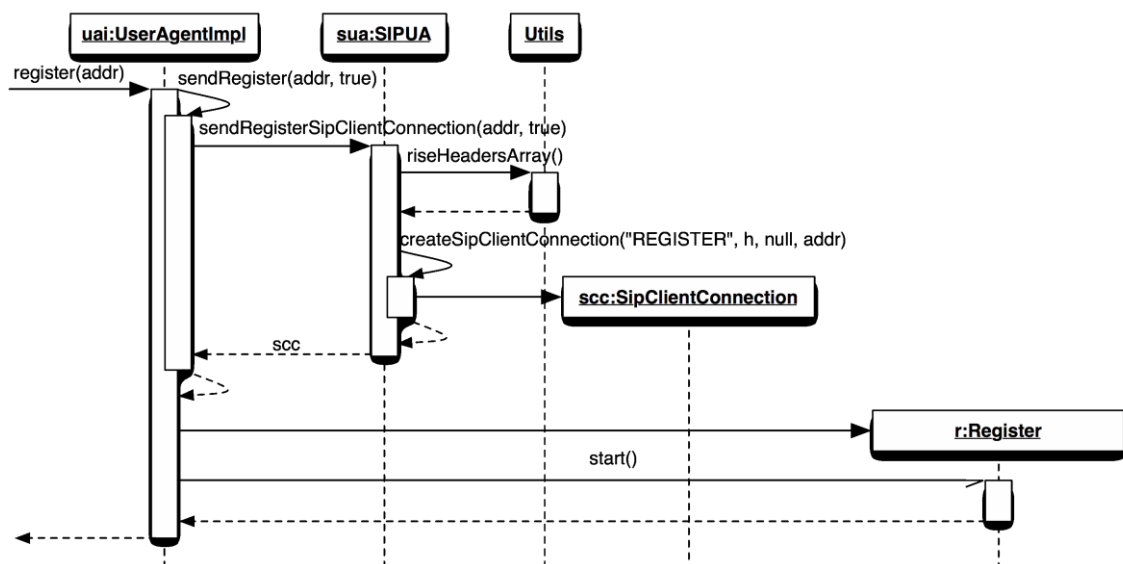 uai:UserAgentImpl
sua:SIPUA
Utils
register(addr)
sendRegister(addr, true)
sendRegisterSipClientConnection(addr, true)
riseHeadersArray()
createSipClientConnection("REGISTER", h, null, addr)
scc:SipClientConnection
scc
r:Register
start()